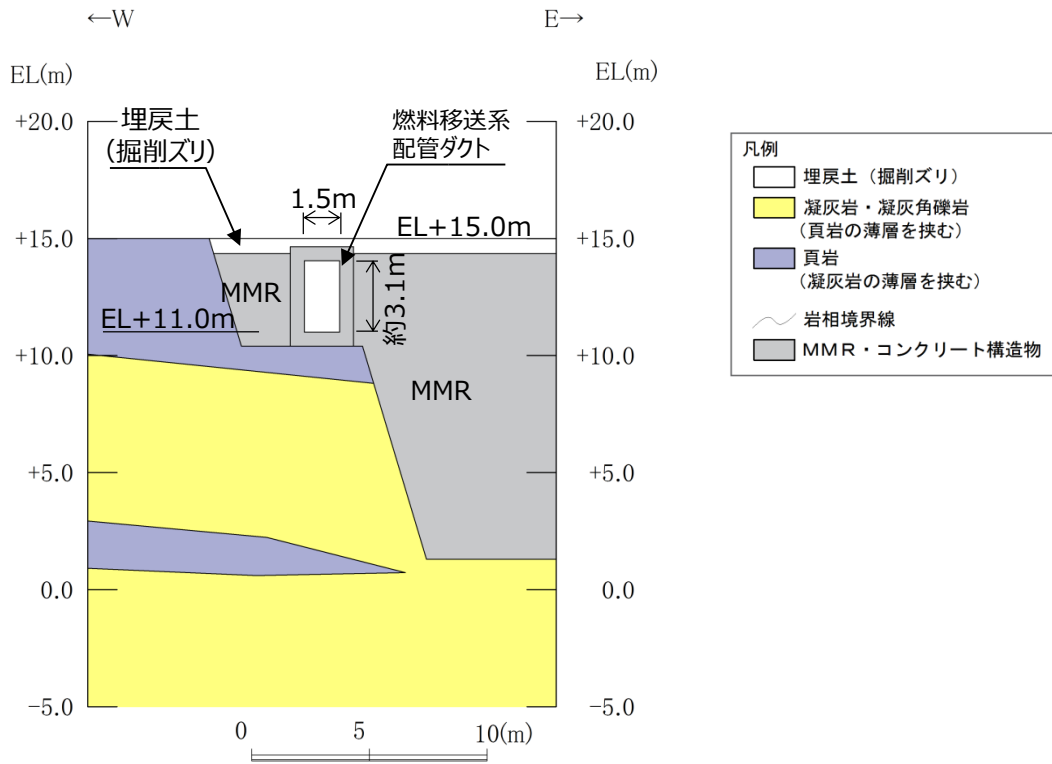 ←W
E→
EL(m)
EL(m)
+20.0
+20.0
埋戻土
(掘削ズリ)
燃料移送系
配管ダクト
1.5m
EL+15.0m
+15.0
+15.0
MMR
約3.1m
EL+11.0m
+10.0
+10.0
MMR
+5.0
+5.0
0.0
0.0
−5.0
−5.0
0
5
10(m)
凡例
埋戻土（掘削ズリ）
凝灰岩・凝灰角礫岩
(頁岩の薄層を挟む)
頁岩
(凝灰岩の薄層を挟む)
岩相境界線
ＭＭＲ・コンクリート構造物